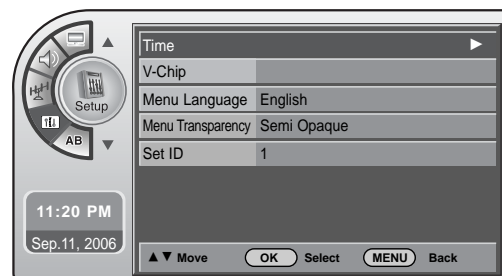 Setup
AB
11:20 PM
Sep.11, 2006
Time
V-Chip
Menu Language English
Menu Transparency Semi Opaque
Set ID 1
Move OK Select MENU Back